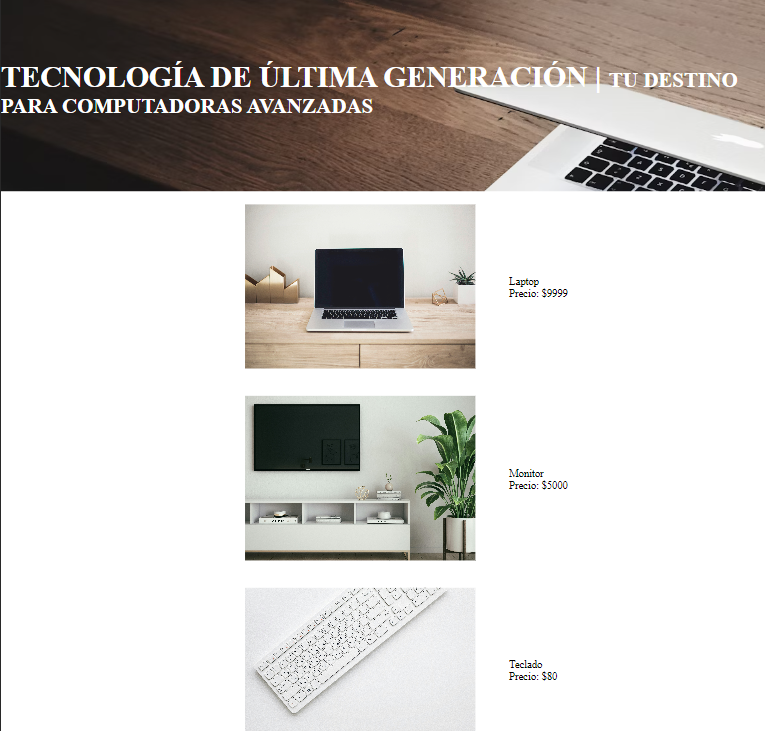 TECNOLOGÍA DE ÚLTIMA GENERACIÓN | TU DESTINO
PARA COMPUTADORAS AVANZADAS
Laptop
Precio: $9999
Monitor
Precio: $5000
Teclado
Precio: $80